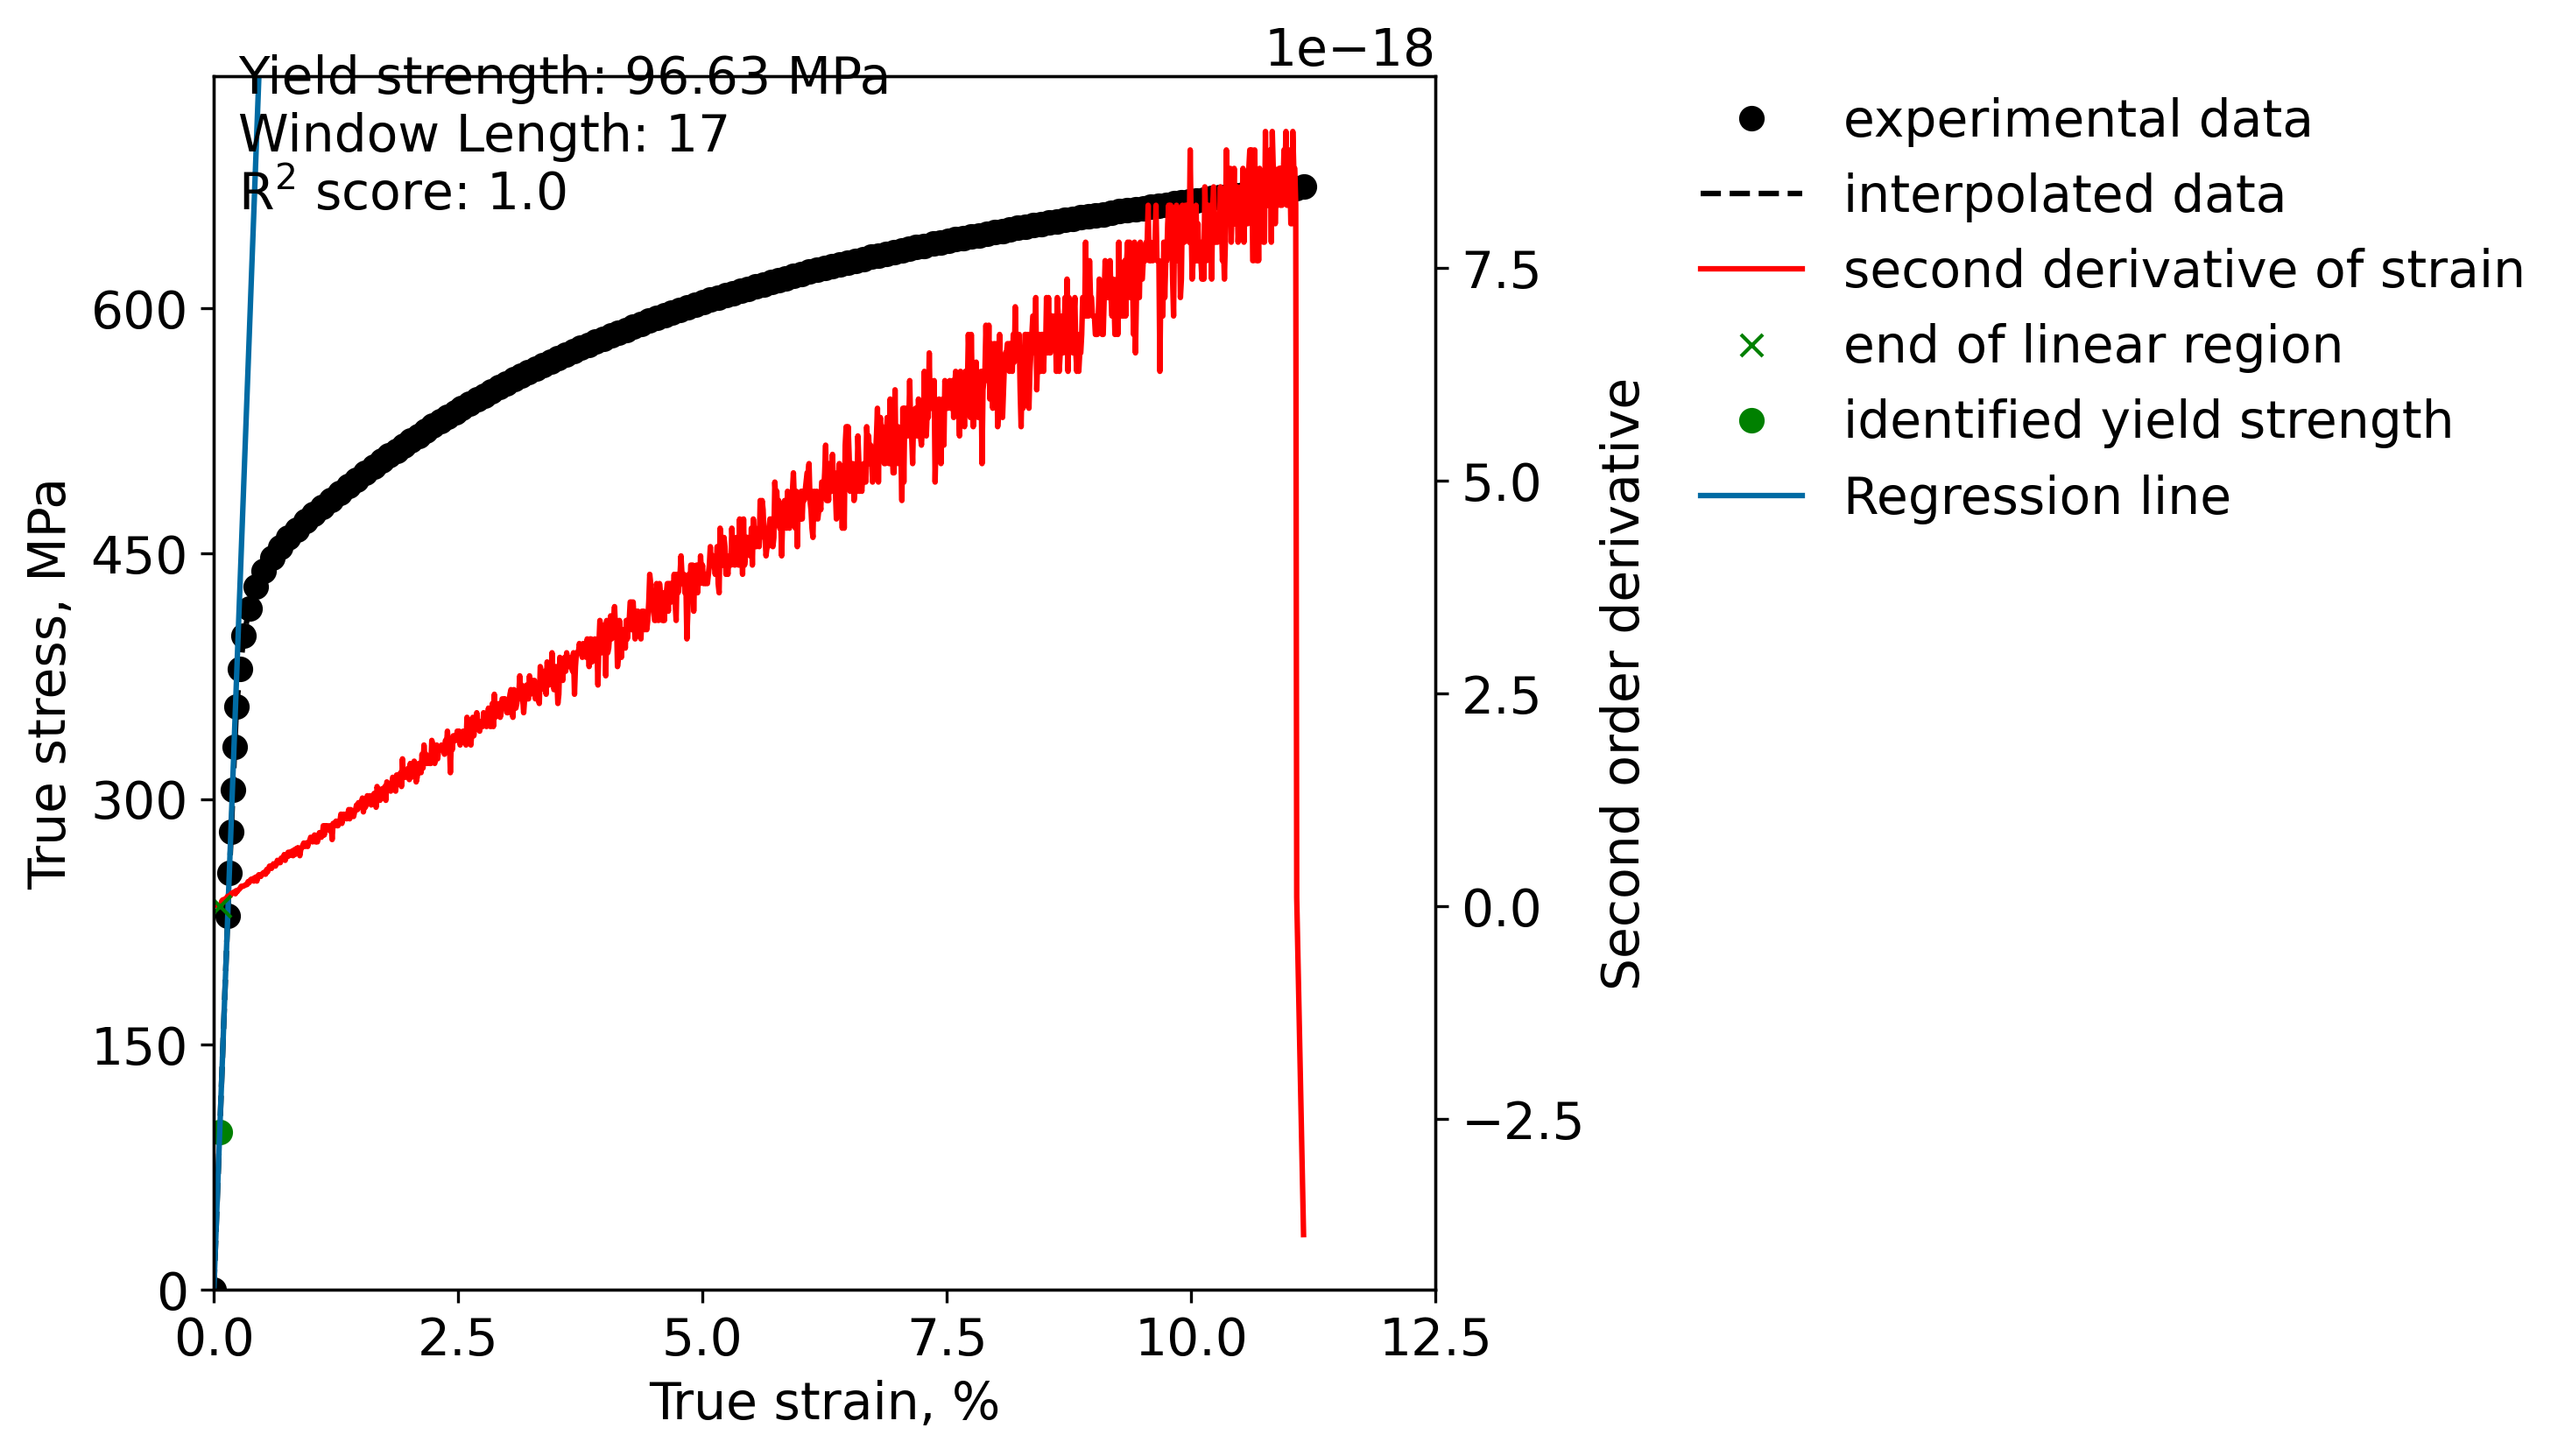 1e−18
Yield strength: 96.63 MPa
Window Length: 17
R² score: 1.0
experimental data
interpolated data
second derivative of strain
end of linear region
identified yield strength
Regression line
True stress, MPa
600
450
300
150
0
7.5
5.0
2.5
0.0
−2.5
Second order derivative
0.0 2.5 5.0 7.5 10.0 12.5
True strain, %